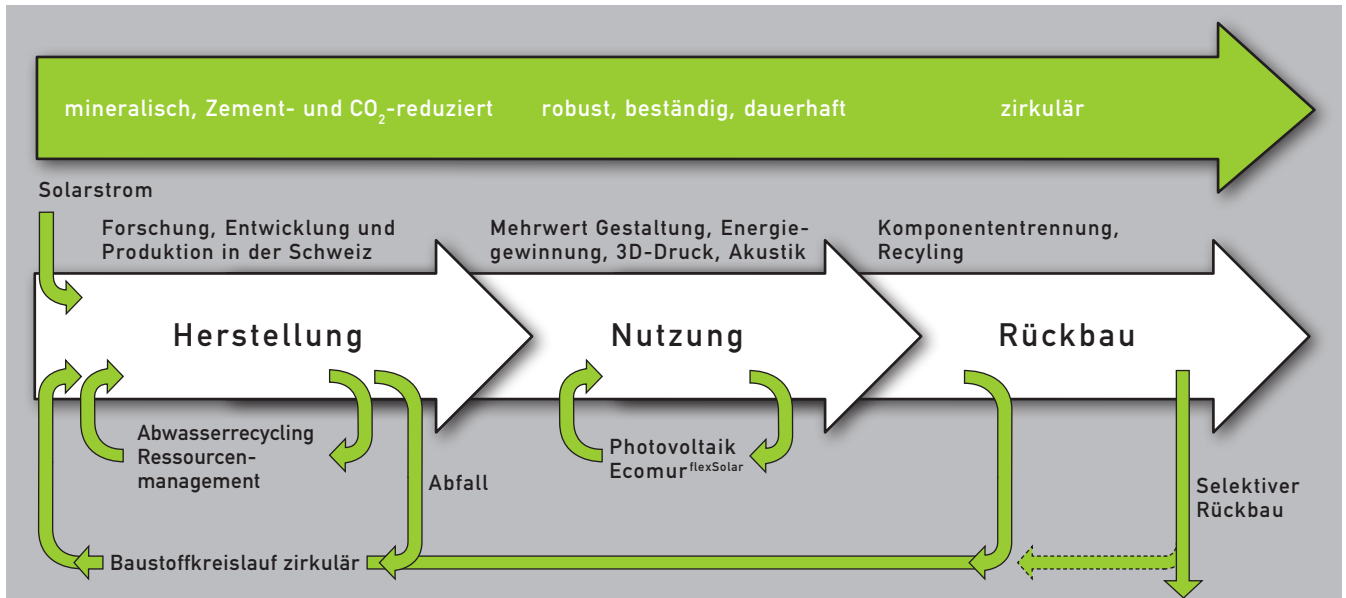 mineralisch, Zement- und CO₂-reduziert robust, beständig, dauerhaft zirkulär
Solarstrom
Forschung, Entwicklung und
Produktion in der Schweiz
Mehrwert Gestaltung, Energie-
gewinnung, 3D-Druck, Akustik
Komponententrennung,
Recyling
Herstellung Nutzung Rückbau
Abwasserrecycling
Ressourcen-
management
Abfall
Photovoltaik
Ecomur flexSolar
Selektiver
Rückbau
Baustoffkreislauf zirkulär